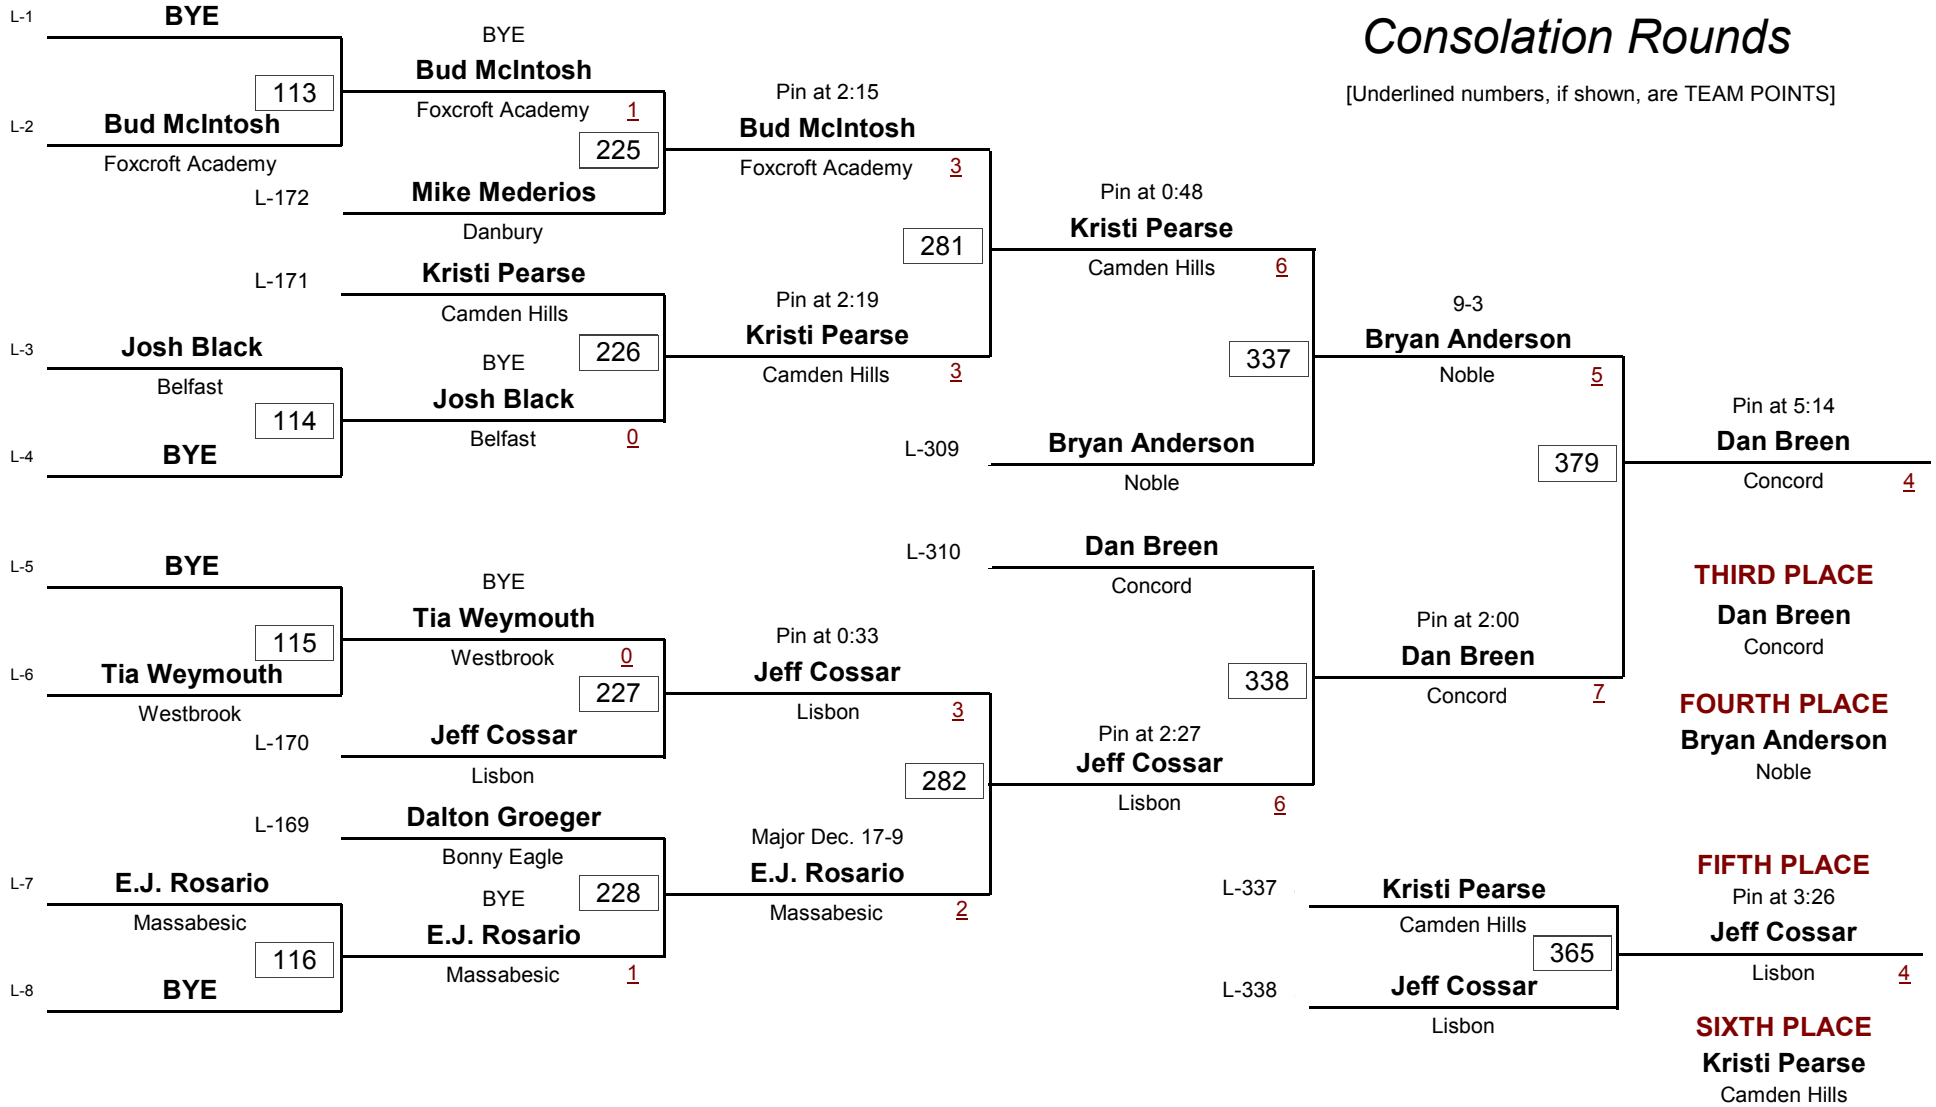 Consolation Rounds
[Underlined numbers, if shown, are TEAM POINTS]
L-1
BYE
113
L-2
Bud McIntosh
Foxcroft Academy
L-3
Josh Black
Belfast
114
L-4
BYE
L-5
BYE
115
L-6
Tia Weymouth
Westbrook
L-7
E.J. Rosario
Massabesic
116
L-8
BYE
BYE
Bud McIntosh
Foxcroft Academy
1
225
L-172
Mike Mederios
Danbury
L-171
Kristi Pearse
Camden Hills
226
BYE
Josh Black
Belfast
0
BYE
Tia Weymouth
Westbrook
0
227
L-170
Jeff Cossar
Lisbon
L-169
Dalton Groeger
Bonny Eagle
228
BYE
E.J. Rosario
Massabesic
1
Pin at 2:15
Bud McIntosh
Foxcroft Academy
3
281
Pin at 2:19
Kristi Pearse
Camden Hills
3
Pin at 0:33
Jeff Cossar
Lisbon
3
282
Major Dec. 17-9
E.J. Rosario
Massabesic
2
Pin at 0:48
Kristi Pearse
Camden Hills
6
337
L-309
Bryan Anderson
Noble
L-310
Dan Breen
Concord
338
Pin at 2:27
Jeff Cossar
Lisbon
6
9-3
Bryan Anderson
Noble
5
379
Pin at 2:00
Dan Breen
Concord
7
Pin at 5:14
Dan Breen
Concord
4
THIRD PLACE
Dan Breen
Concord
FOURTH PLACE
Bryan Anderson
Noble
L-337
Kristi Pearse
Camden Hills
365
L-338
Jeff Cossar
Lisbon
FIFTH PLACE
Pin at 3:26
Jeff Cossar
Lisbon
4
SIXTH PLACE
Kristi Pearse
Camden Hills